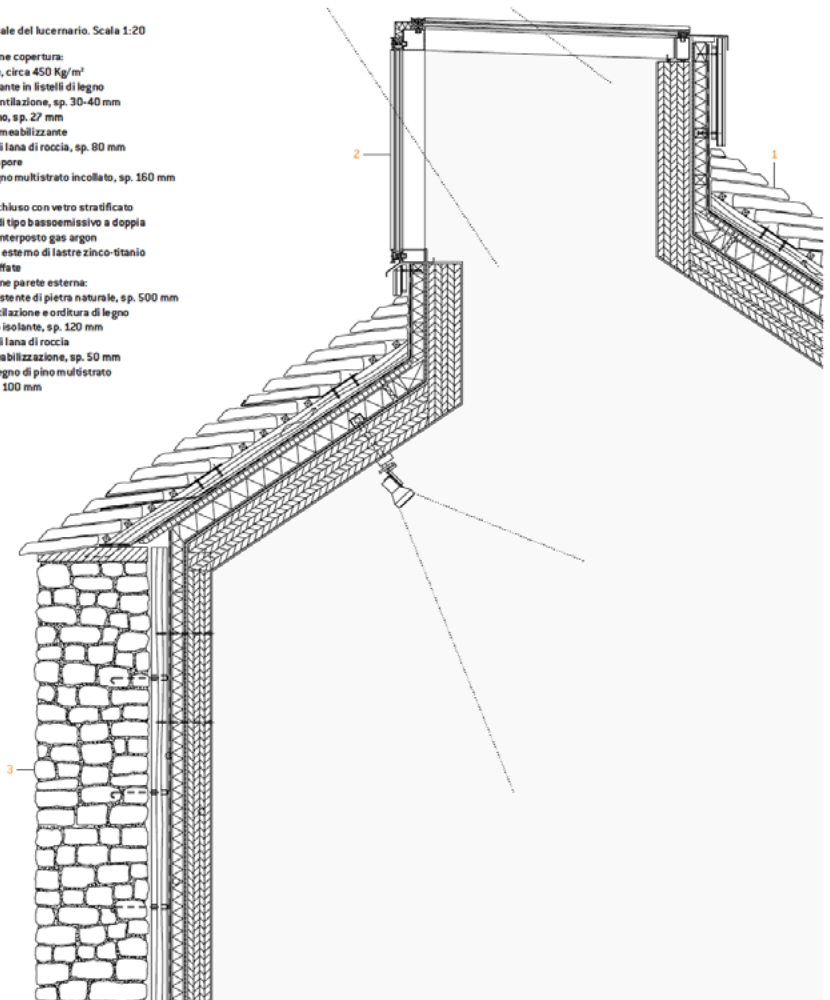 ale del lucernario. Scala 1:20
ne copertura:
, circa 450 Kg/m²
ante in listelli di legno
ntilazione, sp. 30-40 mm
no, sp. 27 mm
meabilizzante
i lana di roccia, sp. 80 mm
pore
no multistrato incollato, sp. 160 mm
chiuso con vetro stratificato
di tipo bassoemissivo a doppia
nterposto gas argon
esterno di lastre zinco-titanio
ffate
ne parete esterna:
stente di pietra naturale, sp. 500 mm
tilazione e orditura di legno
isolante, sp. 120 mm
i lana di roccia
abilizzazione, sp. 50 mm
egno di pino multistrato
100 mm
2
1
3